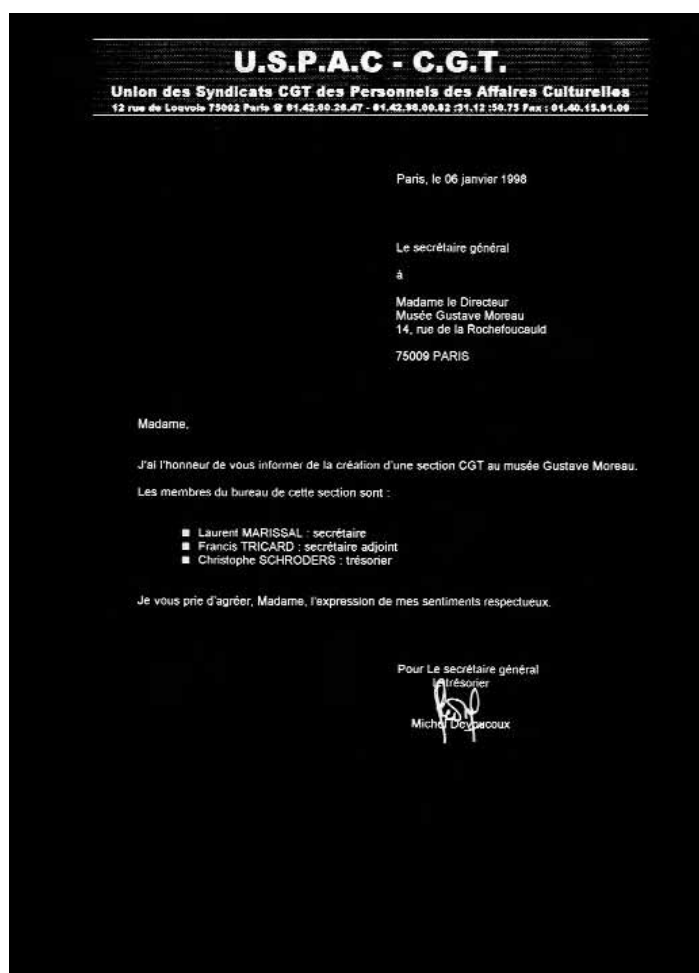 U.S.P.A.C - C.G.T.
Union des Syndicats CGT des Personnels des Affaires Culturelles
12 rue de Louvois 75002 Paris ☎ 01.42.60.26.47 - 01.42.96.00.82 :31.12 :50.75 Fax : 01.40.15.91.09
Paris, le 06 janvier 1998
Le secrétaire général
à
Madame le Directeur
Musée Gustave Moreau
14, rue de la Rochefoucauld
75009 PARIS
Madame,
J'ai l'honneur de vous informer de la création d'une section CGT au musée Gustave Moreau.
Les membres du bureau de cette section sont :
■ Laurent MARISSAL : secrétaire
■ Francis TRICARD : secrétaire adjoint
■ Christophe SCHRODERS : trésorier
Je vous prie d'agréer, Madame, l'expression de mes sentiments respectueux.
Pour Le secrétaire général
Le trésorier
Michel